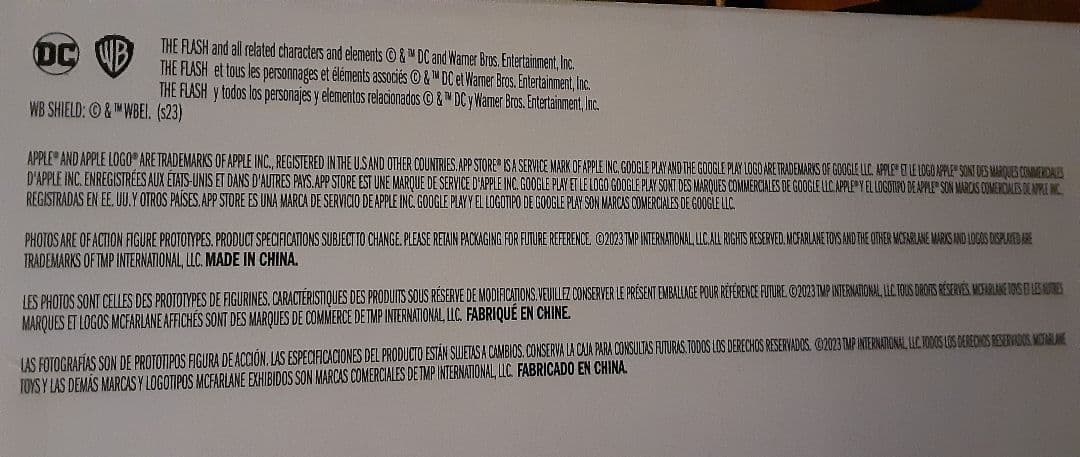 DC WB THE FLASH and all related characters and elements © & ™ DC and Warner Bros. Entertainment, Inc.
THE FLASH et tous les personnages et éléments associés © & ™ DC et Warner Bros. Entertainment, Inc.
THE FLASH y todos los personajes y elementos relacionados © & ™ DC y Warner Bros. Entertainment, Inc.
WB SHIELD: © & ™ WBEI. (s23)
APPLE® AND APPLE LOGO® ARE TRADEMARKS OF APPLE INC., REGISTERED IN THE U.S AND OTHER COUNTRIES. APP STORE® IS A SERVICE MARK OF APPLE INC. GOOGLE PLAY AND THE GOOGLE PLAY LOGO ARE TRADEMARKS OF GOOGLE LLC. APPLE® ET LE LOGO APPLE® SONT DES MARQUES COMMERCIALES
D'APPLE INC. ENREGISTRÉES AUX ÉTATS-UNIS ET DANS D'AUTRES PAYS. APP STORE EST UNE MARQUE DE SERVICE D'APPLE INC. GOOGLE PLAY ET LE LOGO GOOGLE PLAY SONT DES MARQUES COMMERCIALES DE GOOGLE LLC. APPLE® Y EL LOGOTIPO DE APPLE® SON MARCAS COMERCIALES DE APPLE INC.
REGISTRADAS EN EE. UU. Y OTROS PAÍSES. APP STORE ES UNA MARCA DE SERVICIO DE APPLE INC. GOOGLE PLAY Y EL LOGOTIPO DE GOOGLE PLAY SON MARCAS COMERCIALES DE GOOGLE LLC.
PHOTOS ARE OF ACTION FIGURE PROTOTYPES. PRODUCT SPECIFICATIONS SUBJECT TO CHANGE. PLEASE RETAIN PACKAGING FOR FUTURE REFERENCE. ©2023 TMP INTERNATIONAL, LLC. ALL RIGHTS RESERVED. MCFARLANE TOYS AND THE OTHER MCFARLANE MARKS AND LOGOS DISPLAYED ARE
TRADEMARKS OF TMP INTERNATIONAL, LLC. MADE IN CHINA.
LES PHOTOS SONT CELLES DES PROTOTYPES DE FIGURINES. CARACTÉRISTIQUES DES PRODUITS SOUS RÉSERVE DE MODIFICATIONS. VEUILLEZ CONSERVER LE PRÉSENT EMBALLAGE POUR RÉFÉRENCE FUTURE. ©2023 TMP INTERNATIONAL, LLC. TOUS DROITS RÉSERVÉS. MCFARLANE TOYS ET LES AUTRES
MARQUES ET LOGOS MCFARLANE AFFICHÉS SONT DES MARQUES DE COMMERCE DE TMP INTERNATIONAL, LLC. FABRIQUÉ EN CHINE.
LAS FOTOGRAFÍAS SON DE PROTOTIPOS FIGURA DE ACCIÓN. LAS ESPECIFICACIONES DEL PRODUCTO ESTÁN SUJETAS A CAMBIOS. CONSERVA LA CAJA PARA CONSULTAS FUTURAS. TODOS LOS DERECHOS RESERVADOS. ©2023 TMP INTERNATIONAL, LLC. TODOS LOS DERECHOS RESERVADOS. MCFARLANE
TOYS Y LAS DEMÁS MARCAS Y LOGOTIPOS MCFARLANE EXHIBIDOS SON MARCAS COMERCIALES DE TMP INTERNATIONAL, LLC. FABRICADO EN CHINA.